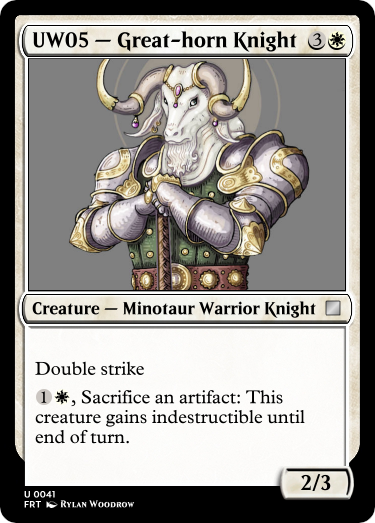 UW05 — Great-horn Knight 3
Creature — Minotaur Warrior Knight
Double strike
1, Sacrifice an artifact: This
creature gains indestructible until
end of turn.
2/3
U 0041
FRT Rylan Woodrow